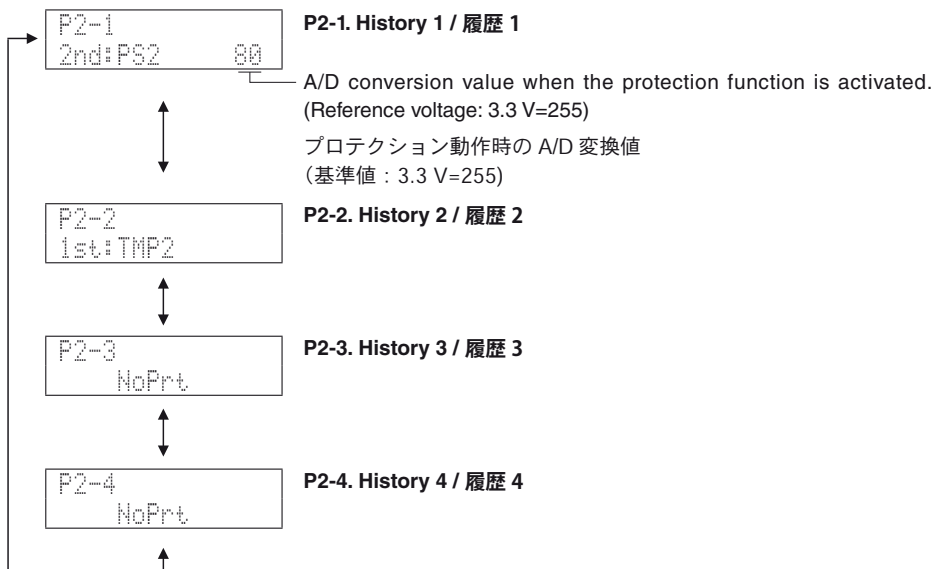 P2-1
2nd:PS2 80
P2-1. History 1 / 履歴 1
A/D conversion value when the protection function is activated.
(Reference voltage: 3.3 V=255)
プロテクション動作時の A/D 変換値
（基準値：3.3 V=255)
P2-2
1st:TMP2
P2-2. History 2 / 履歴 2
P2-3
NoPrt
P2-3. History 3 / 履歴 3
P2-4
NoPrt
P2-4. History 4 / 履歴 4